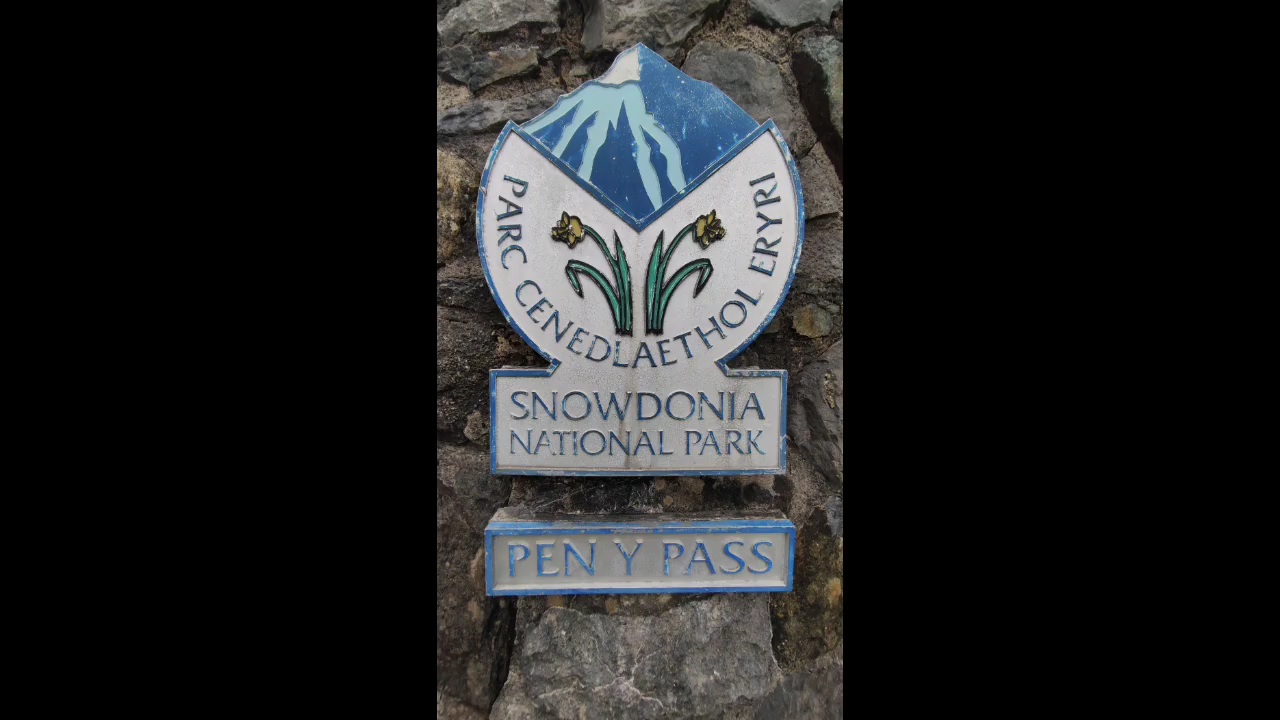 PARC CENEDLAETHOL ERYRI
SNOWDONIA
NATIONAL PARK
PEN Y PASS